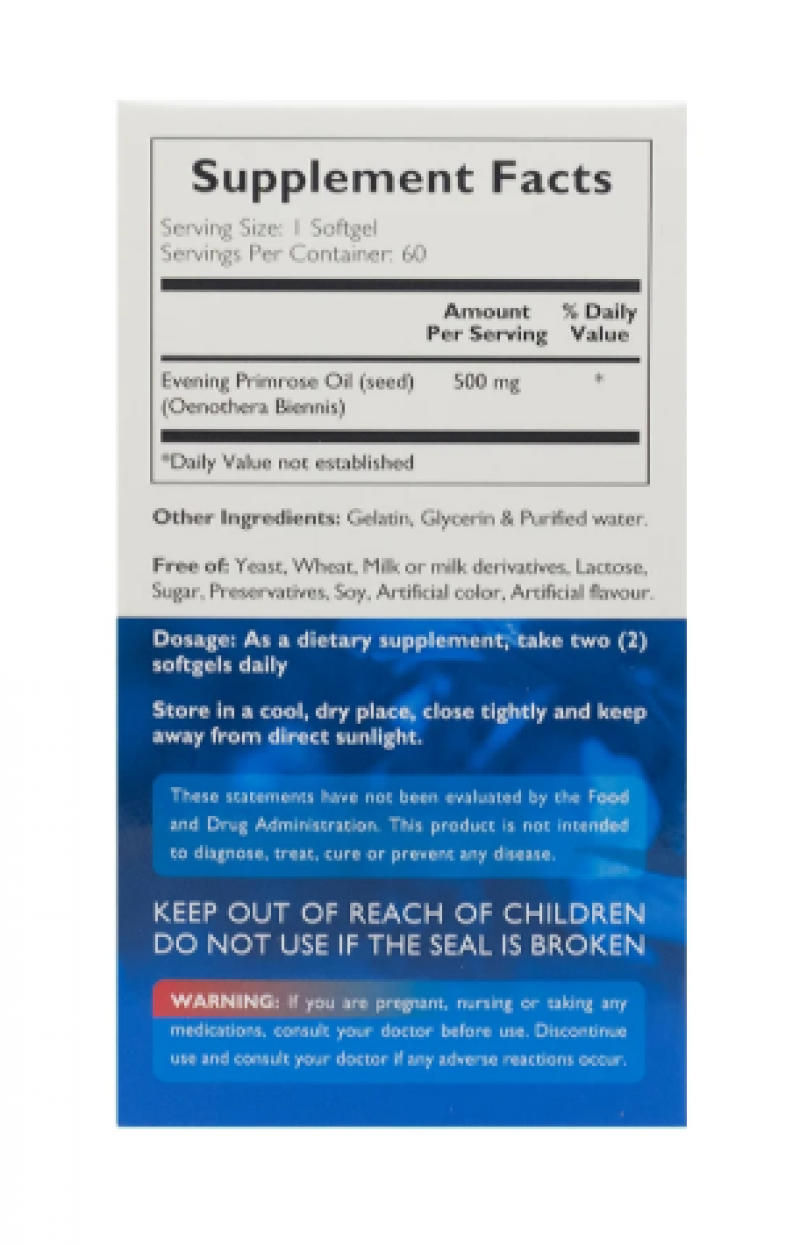 Supplement Facts
Serving Size: 1 Softgel
Servings Per Container: 60
Amount % Daily
Per Serving Value
Evening Primrose Oil (seed) 500 mg *
(Oenothera Biennis)
*Daily Value not established
Other Ingredients: Gelatin, Glycerin & Purified water.
Free of: Yeast, Wheat, Milk or milk derivatives, Lactose,
Sugar, Preservatives, Soy, Artificial color, Artificial flavour.
Dosage: As a dietary supplement, take two (2)
softgels daily
Store in a cool, dry place, close tightly and keep
away from direct sunlight.
These statements have not been evaluated by the Food
and Drug Administration. This product is not intended
to diagnose, treat, cure or prevent any disease.
KEEP OUT OF REACH OF CHILDREN
DO NOT USE IF THE SEAL IS BROKEN
WARNING: If you are pregnant, nursing or taking any
medications, consult your doctor before use. Discontinue
use and consult your doctor if any adverse reactions occur.